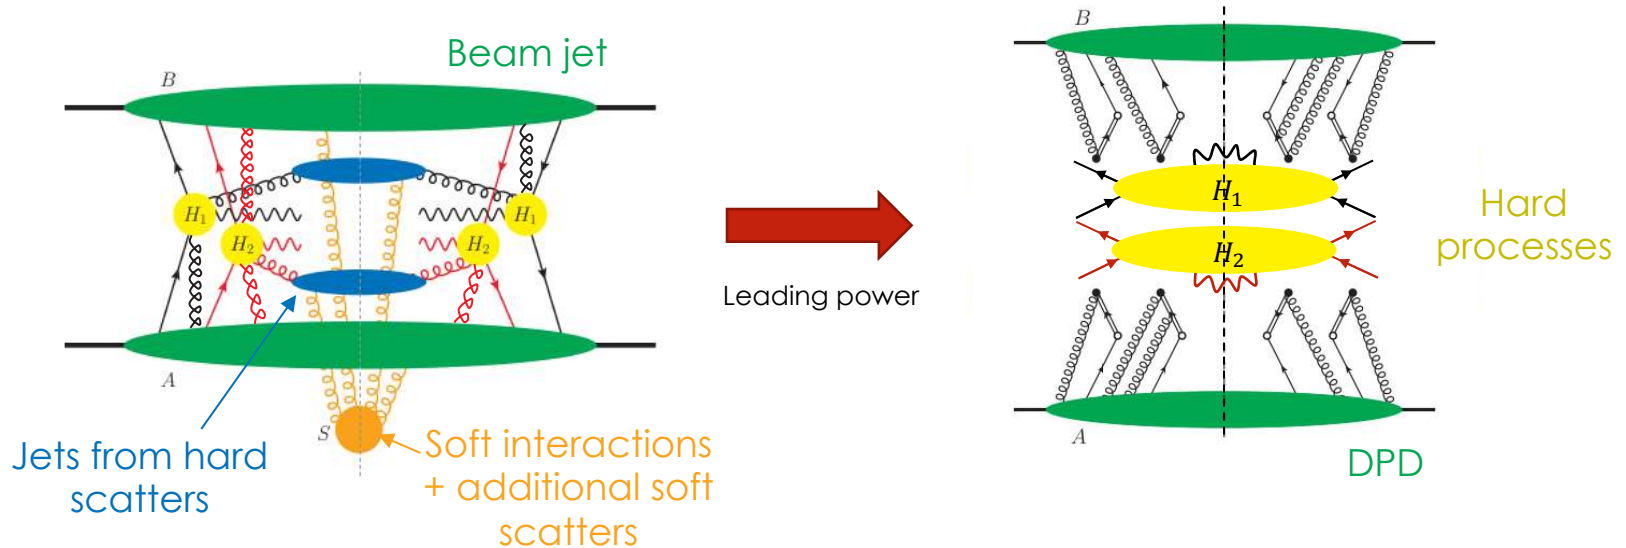 Beam jet
B
H₁
H₁
H₂
H₂
A
S
Jets from hard
scatters
Soft interactions
+ additional soft
scatters
Leading power
B
H₁
H₂
Hard
processes
A
DPD